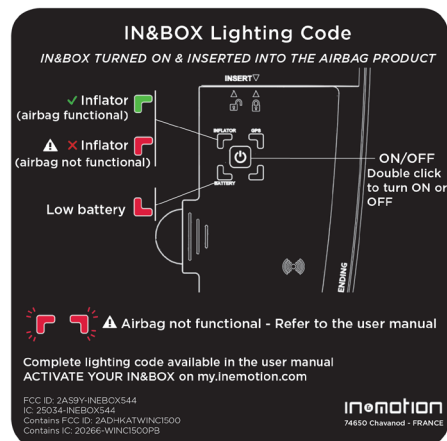 IN&BOX Lighting Code
IN&BOX TURNED ON & INSERTED INTO THE AIRBAG PRODUCT
INSERT
✓ Inflator
(airbag functional)
INFLATOR
GPS
⚠ X Inflator
(airbag not functional)
ON/OFF
Double click
to turn ON or
OFF
BATTERY
Low battery
ENDING
⚠ Airbag not functional - Refer to the user manual
Complete lighting code available in the user manual
ACTIVATE YOUR IN&BOX on my.inemotion.com
FCC ID: 2AS9Y-INEBOX544
IC: 25034-INEBOX544
Contains FCC ID: 2ADHKATWINC1500
Contains IC: 20266-WINC1500PB
in&motion
74650 Chavanod - FRANCE